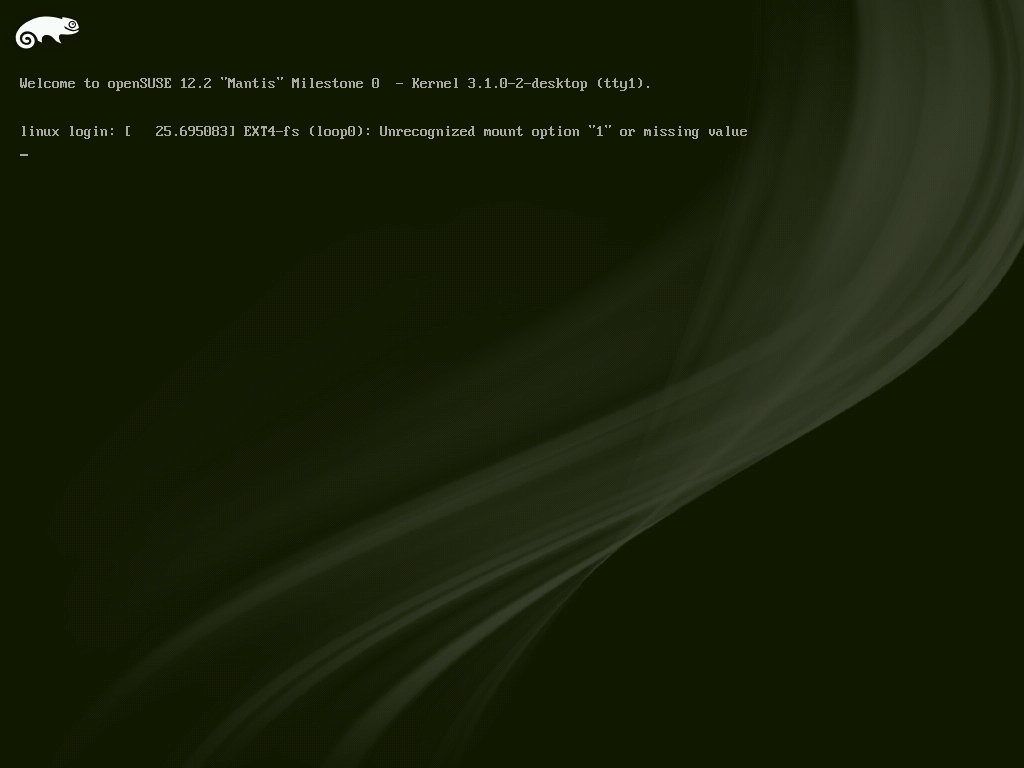 Welcome to openSUSE 12.2 "Mantis" Milestone 0  - Kernel 3.1.0-2-desktop (tty1).
linux login: [   25.695083] EXT4-fs (loop0): Unrecognized mount option "1" or missing value